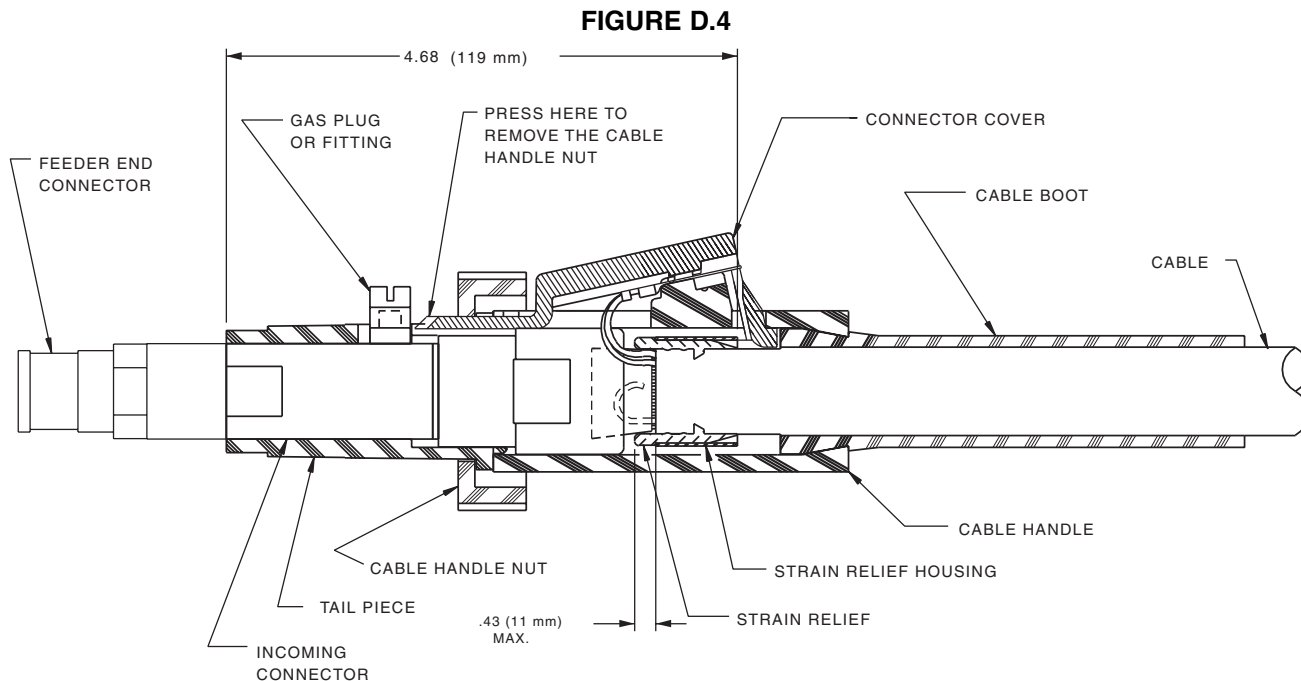 FIGURE D.4
4.68 (119 mm)
GAS PLUG
OR FITTING
PRESS HERE TO
REMOVE THE CABLE
HANDLE NUT
CONNECTOR COVER
FEEDER END
CONNECTOR
CABLE BOOT
CABLE
CABLE HANDLE
CABLE HANDLE NUT
STRAIN RELIEF HOUSING
TAIL PIECE
.43 (11 mm)
MAX.
STRAIN RELIEF
INCOMING
CONNECTOR